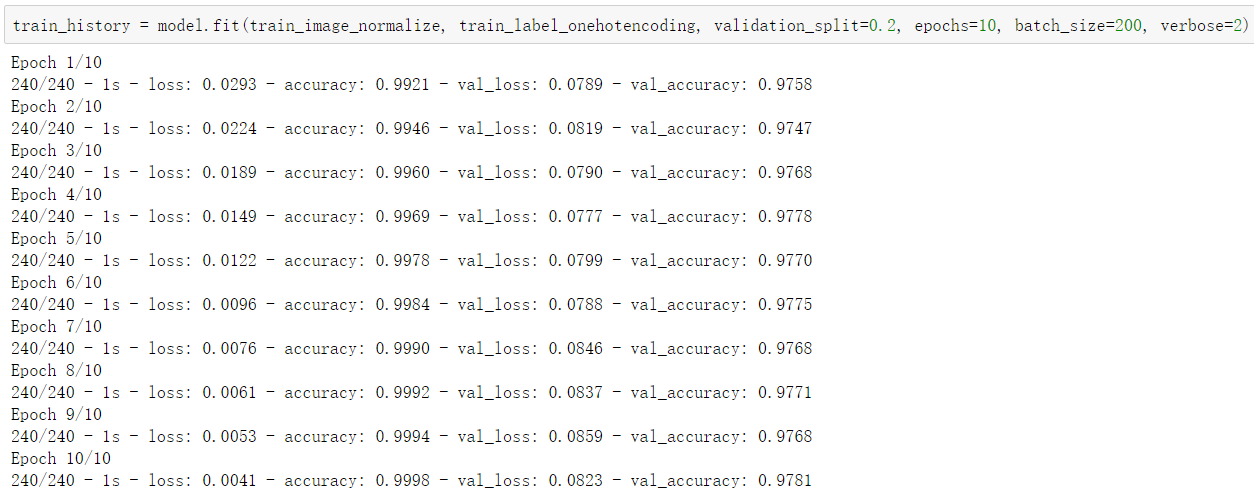 train_history = model.fit(train_image_normalize, train_label_onehotencoding, validation_split=0.2, epochs=10, batch_size=200, verbose=2)
Epoch 1/10
240/240 - 1s - loss: 0.0293 - accuracy: 0.9921 - val_loss: 0.0789 - val_accuracy: 0.9758
Epoch 2/10
240/240 - 1s - loss: 0.0224 - accuracy: 0.9946 - val_loss: 0.0819 - val_accuracy: 0.9747
Epoch 3/10
240/240 - 1s - loss: 0.0189 - accuracy: 0.9960 - val_loss: 0.0790 - val_accuracy: 0.9768
Epoch 4/10
240/240 - 1s - loss: 0.0149 - accuracy: 0.9969 - val_loss: 0.0777 - val_accuracy: 0.9778
Epoch 5/10
240/240 - 1s - loss: 0.0122 - accuracy: 0.9978 - val_loss: 0.0799 - val_accuracy: 0.9770
Epoch 6/10
240/240 - 1s - loss: 0.0096 - accuracy: 0.9984 - val_loss: 0.0788 - val_accuracy: 0.9775
Epoch 7/10
240/240 - 1s - loss: 0.0076 - accuracy: 0.9990 - val_loss: 0.0846 - val_accuracy: 0.9768
Epoch 8/10
240/240 - 1s - loss: 0.0061 - accuracy: 0.9992 - val_loss: 0.0837 - val_accuracy: 0.9771
Epoch 9/10
240/240 - 1s - loss: 0.0053 - accuracy: 0.9994 - val_loss: 0.0859 - val_accuracy: 0.9768
Epoch 10/10
240/240 - 1s - loss: 0.0041 - accuracy: 0.9998 - val_loss: 0.0823 - val_accuracy: 0.9781